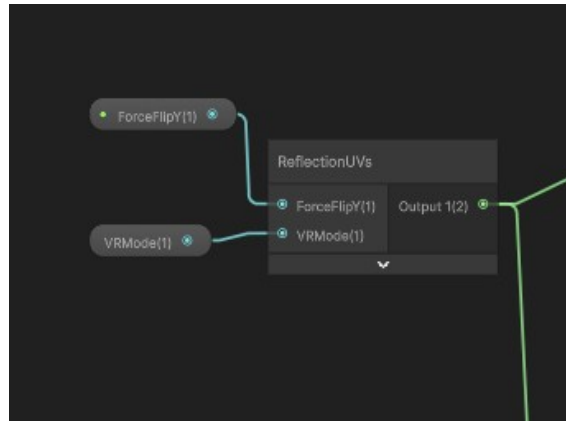 ForceFlipY(1)
ReflectionUVs
ForceFlipY(1) Output 1(2)
VRMode(1)
VRMode(1)